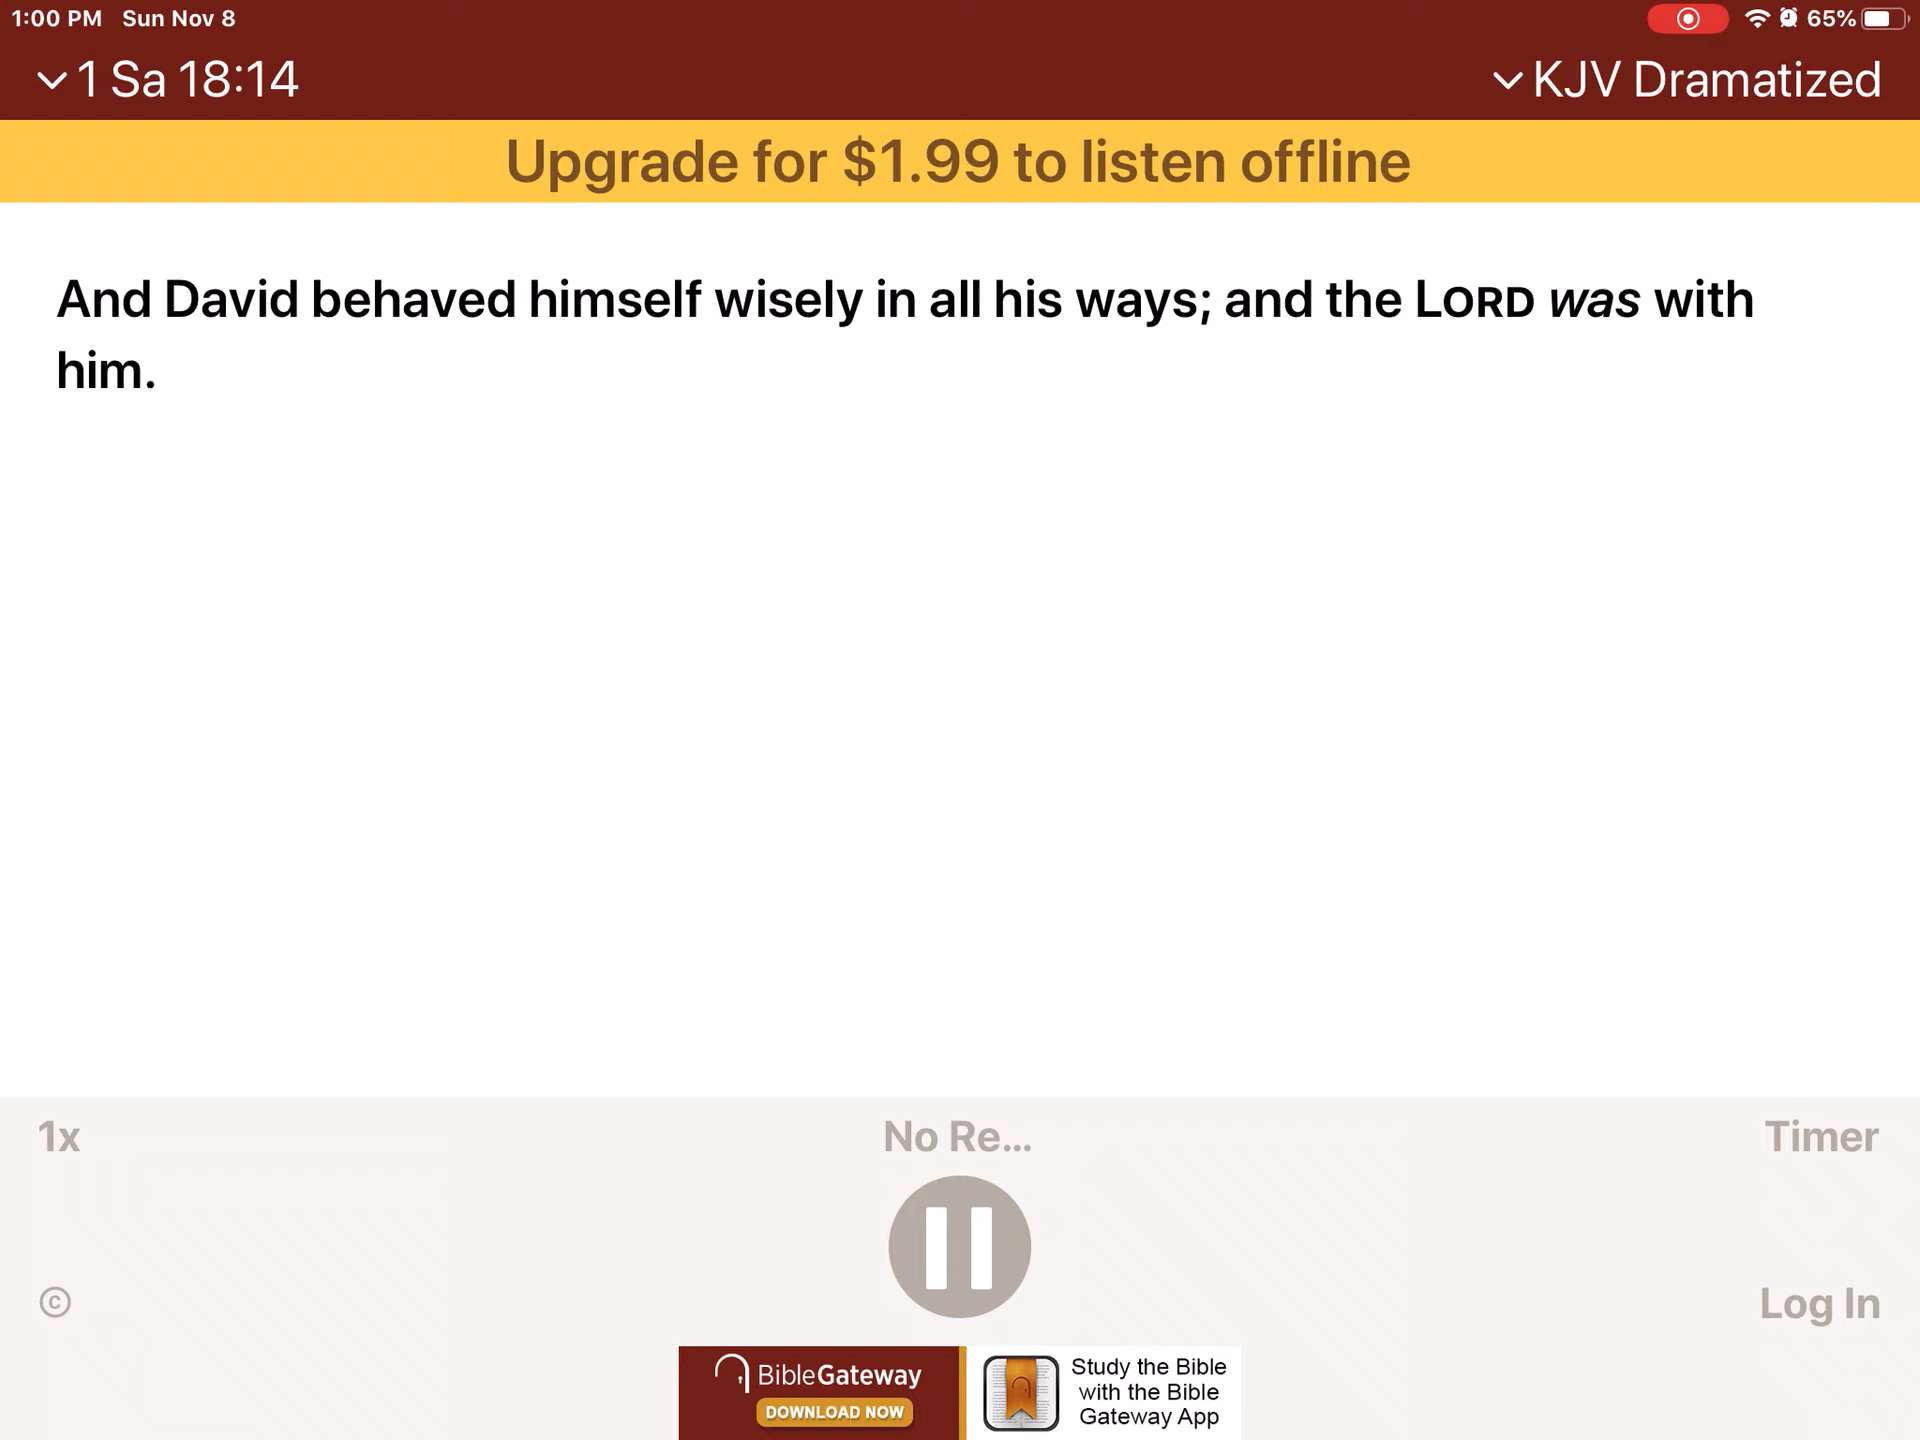 1:00 PM Sun Nov 8 65%
1 Sa 18:14 KJV Dramatized
Upgrade for $1.99 to listen offline
And David behaved himself wisely in all his ways; and the LORD was with
him.
1x No Re... Timer
© Log In
BibleGateway
DOWNLOAD NOW
Study the Bible
with the Bible
Gateway App